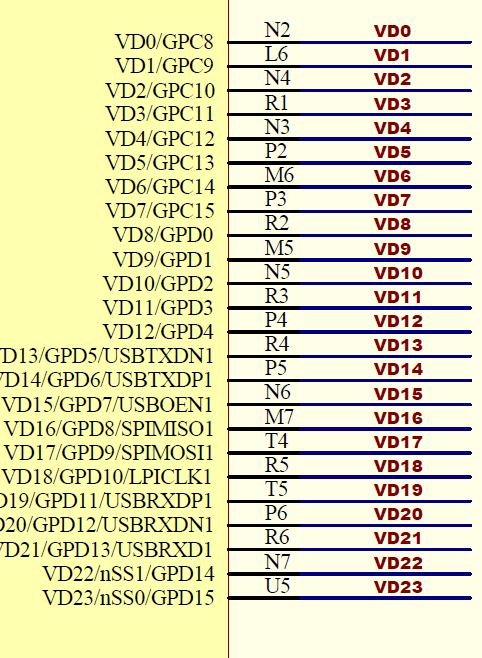 VD0/GPC8 N2 VD0
VD1/GPC9 L6 VD1
VD2/GPC10 N4 VD2
VD3/GPC11 R1 VD3
VD4/GPC12 N3 VD4
VD5/GPC13 P2 VD5
VD6/GPC14 M6 VD6
VD7/GPC15 P3 VD7
VD8/GPD0 R2 VD8
VD9/GPD1 M5 VD9
VD10/GPD2 N5 VD10
VD11/GPD3 R3 VD11
VD12/GPD4 P4 VD12
D13/GPD5/USBTXDN1 R4 VD13
VD14/GPD6/USBTXDP1 P5 VD14
VD15/GPD7/USBOEN1 N6 VD15
VD16/GPD8/SPIMISO1 M7 VD16
VD17/GPD9/SPIMOSI1 T4 VD17
VD18/GPD10/LPICLK1 R5 VD18
D19/GPD11/USBRXDP1 T5 VD19
D20/GPD12/USBRXDN1 P6 VD20
VD21/GPD13/USBRXD1 R6 VD21
VD22/nSS1/GPD14 N7 VD22
VD23/nSS0/GPD15 U5 VD23